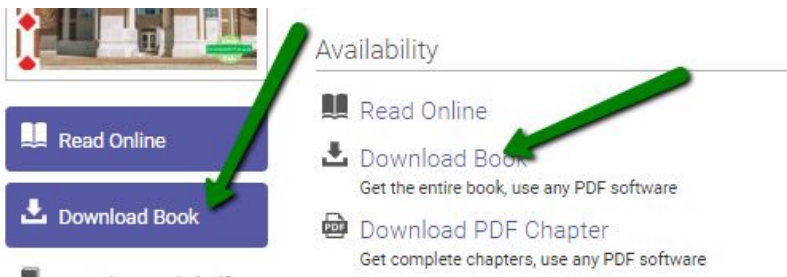 Read Online
Download Book
Availability
Read Online
Download Book
Get the entire book, use any PDF software
PDF
Download PDF Chapter
Get complete chapters, use any PDF software